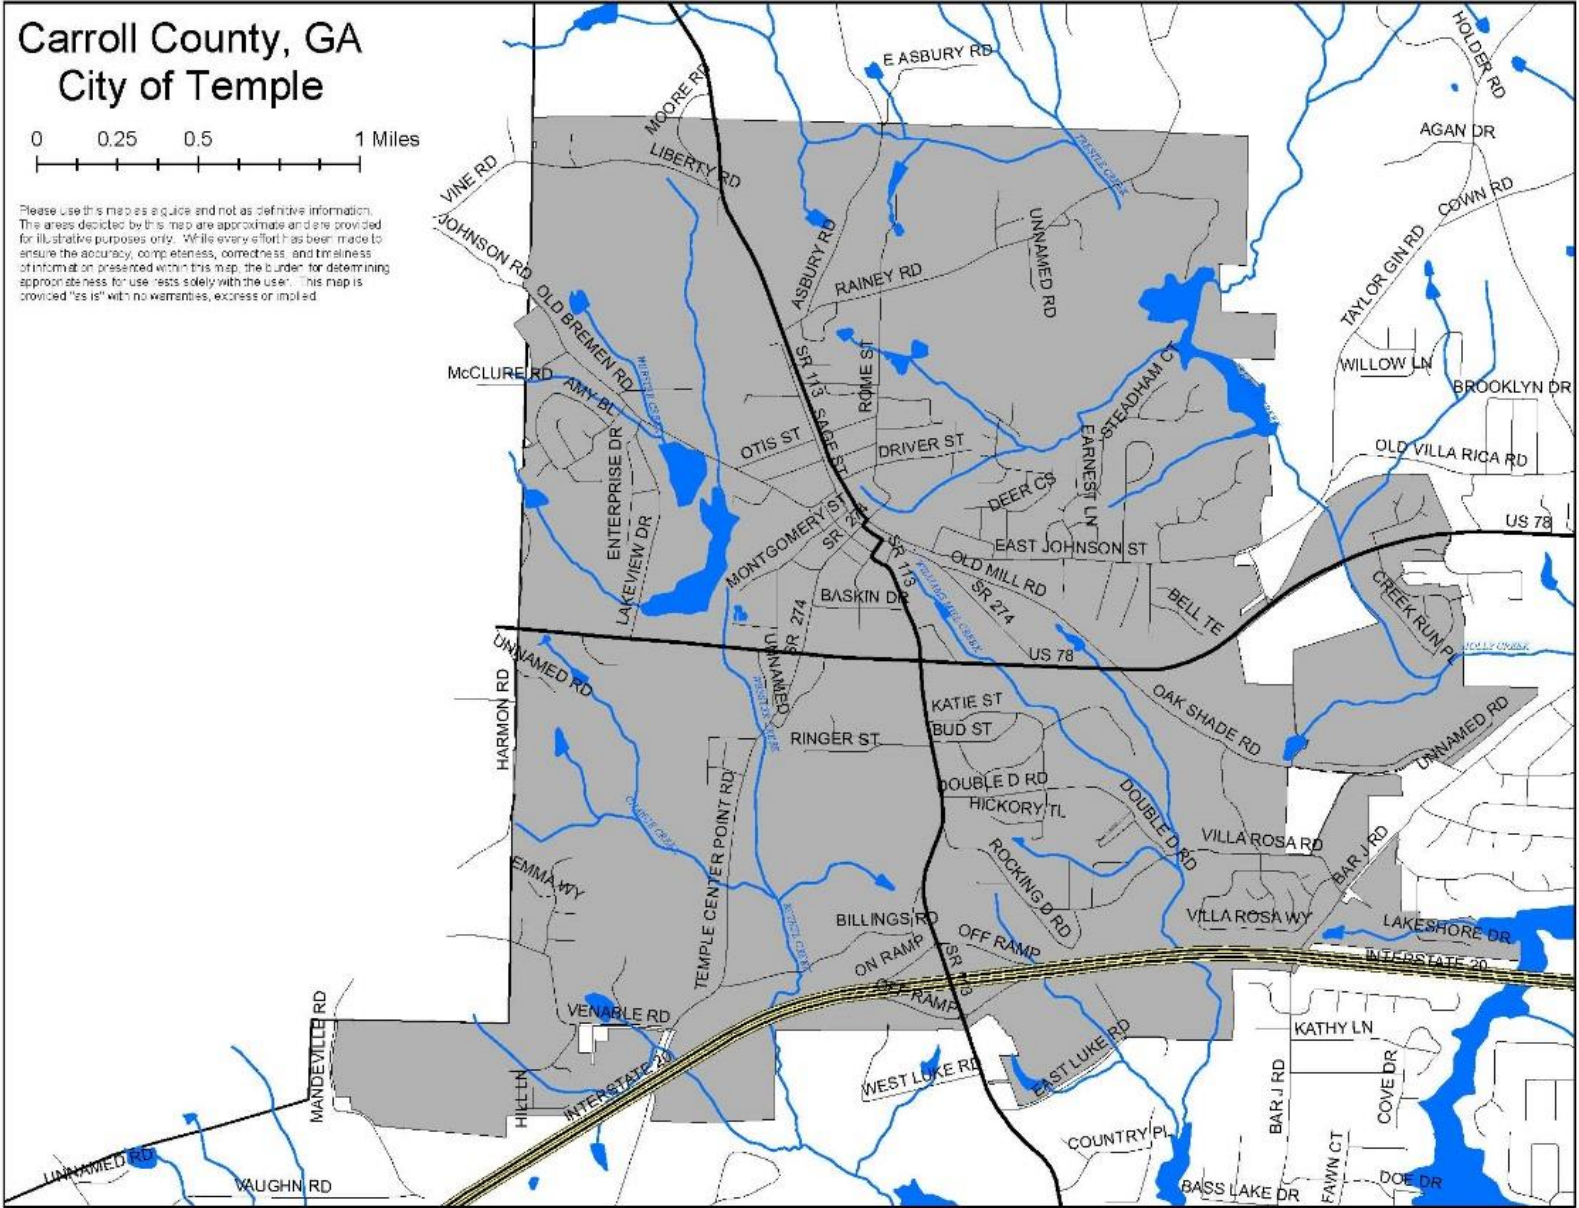 Carroll County, GA
City of Temple
0 0.25 0.5 1 Miles
Please use this map as a guide and not as definitive information.
The areas depicted by this map are approximate and are provided
for illustrative purposes only. While every effort has been made to
ensure the accuracy, completeness, correctness, and timeliness
of information presented within this map, the burden for determining
appropriateness for use rests solely with the user. This map is
provided "as is" with no warranties, express or implied.
E ASBURY RD
HOLDER RD
MOORE RD
AGAN DR
LIBERTY RD
TRESTLE CREEK
VINE RD
COWN RD
JOHNSON RD
ASBURY RD
UNNAMED RD
RAINEY RD
TAYLOR GIN RD
OLD BREMEN RD
WEBSTER CREEK
SR 113
ROME ST
STEADHAM CT
WILLOW LN
McCLURE RD
AMY BL
BROOKLYN DR
SAGE ST
OTIS ST
DRIVER ST
EARNEST LN
OLD VILLA RICA RD
ENTERPRISE DR
DEER CS
MONTGOMERY ST
SR 274
US 78
LAKEVIEW DR
SR 113
EAST JOHNSON ST
OLD MILL RD
WILLIAMS MILL CREEK
BASKIN DR
SR 274
BELL TE
CREEK RUN PL
SR 274
UNNAMED
HOLLY CREEK
US 78
UNNAMED RD
HARMON RD
WEBSTER CREEK
KATIE ST
OAK SHADE RD
BUD ST
RINGER ST
UNNAMED RD
DOUBLE D RD
HICKORY TL
TEMPLE CENTER POINT RD
DOUBLE D RD
VILLA ROSA RD
BAR J RD
EMMA WY
ROCKING D RD
BILLINGS RD
VILLA ROSA WY
LAKESHORE DR
ON RAMP
OFF RAMP
SR 113
INTERSTATE 20
OFF RAMP
VENABLE RD
MANDEVILLE RD
KATHY LN
EAST LUKE RD
WEST LUKE RD
INTERSTATE 20
HILL LN
BAR J RD
COVE DR
COUNTRY PL
FAWN CT
UNNAMED RD
VAUGHN RD
BASS LAKE DR
DOE DR